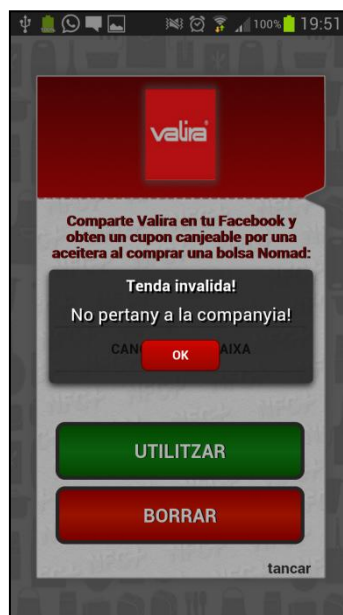 100% 19:51
valira
Comparte Valira en tu Facebook y
obten un cupon canjeable por una
aceitera al comprar una bolsa Nomad:
Tenda invalida!
No pertany a la companyia!
OK
UTILITZAR
BORRAR
tancar